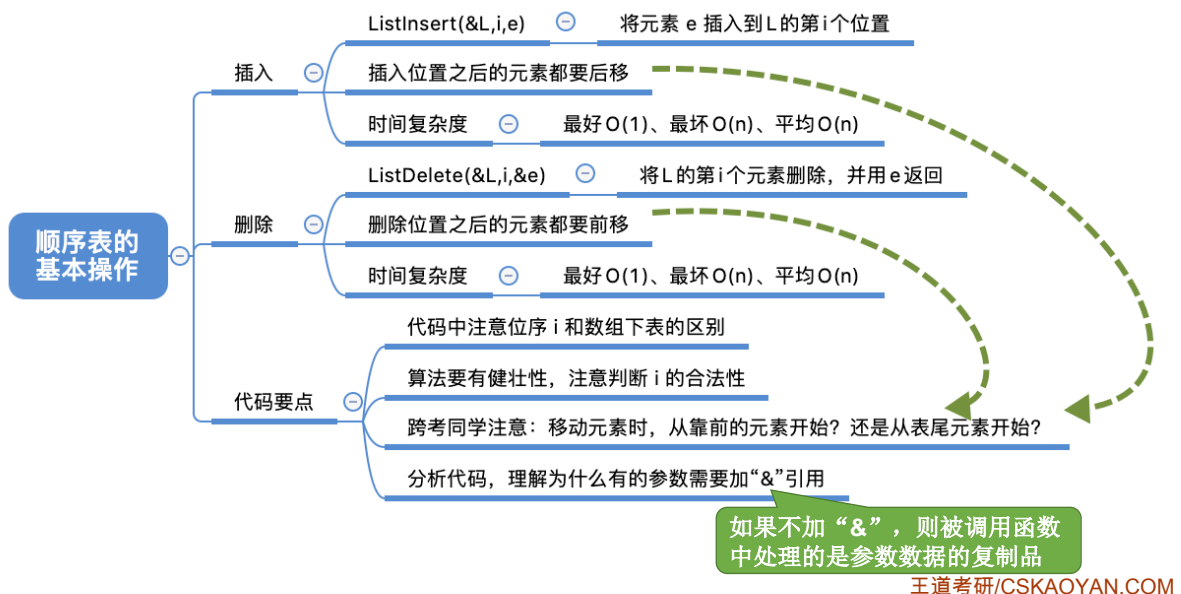 顺序表的
基本操作
插入
ListInsert(&L,i,e)
将元素 e 插入到L的第i个位置
插入位置之后的元素都要后移
时间复杂度
最好O(1)、最坏O(n)、平均O(n)
删除
ListDelete(&L,i,&e)
将L的第i个元素删除，并用e返回
删除位置之后的元素都要前移
时间复杂度
最好O(1)、最坏O(n)、平均O(n)
代码要点
代码中注意位序 i 和数组下表的区别
算法要有健壮性，注意判断 i 的合法性
跨考同学注意：移动元素时，从靠前的元素开始？还是从表尾元素开始？
分析代码，理解为什么有的参数需要加“&”引用
如果不加“&”，则被调用函数
中处理的是参数数据的复制品
王道考研/CSKAOYAN.COM